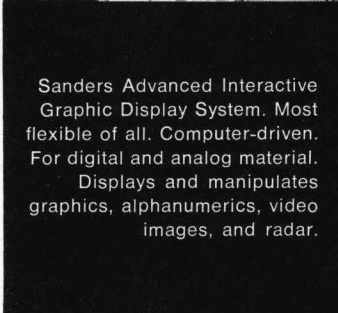 Sanders Advanced Interactive
Graphic Display System. Most
flexible of all. Computer-driven.
For digital and analog material.
Displays and manipulates
graphics, alphanumerics, video
images, and radar.